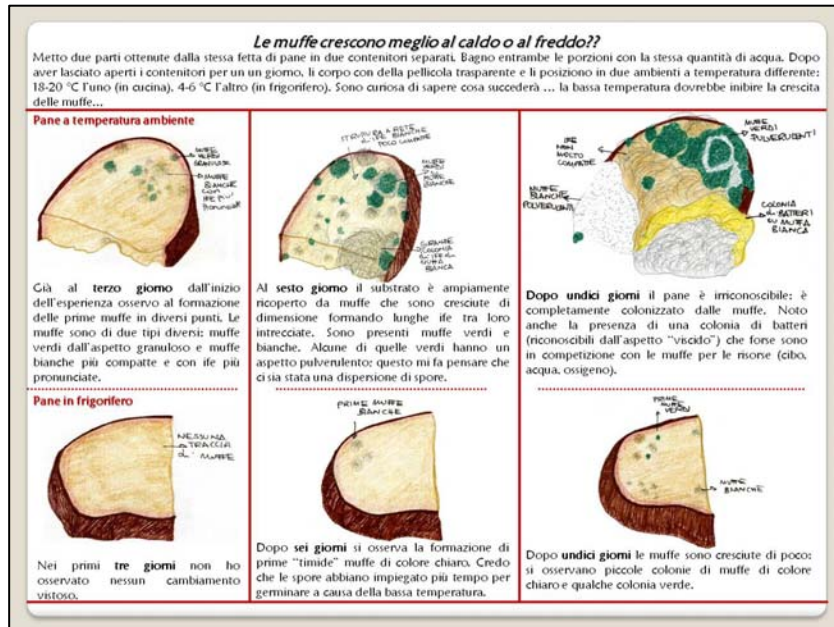 Le muffe crescono meglio al caldo o al freddo??
Metto due parti ottenute dalla stessa fetta di pane in due contenitori separati. Bagno entrambe le porzioni con la stessa quantità di acqua. Dopo
aver lasciato aperti i contenitori per un un giorno, li corpo con della pellicola trasparente e li posiziono in due ambienti a temperatura differente:
18-20 °C l'uno (in cucina), 4-6 °C l'altro (in frigorifero). Sono curiosa di sapere cosa succederà ... la bassa temperatura dovrebbe inibire la crescita
delle muffe...
Pane a temperatura ambiente
MUFFE
VERDI
GRANULOSE
MUFFE
BIANCHE
CON
IFE PIÙ
PRONUNCIATE
Già al terzo giorno dall'inizio
dell'esperienza osservo al formazione
delle prime muffe in diversi punti. Le
muffe sono di due tipi diversi: muffe
verdi dall'aspetto granuloso e muffe
bianche più compatte e con ife più
pronunciate.
STRUTTURA A RETE
di IFE BIANCHE
POCO COMPATTE
MUFFE
VERDI
MUFFE
BIANCHE
GRANDE
COLONIA
di IFE di
MUFFA
BIANCA
Al sesto giorno il substrato è ampiamente
ricoperto da muffe che sono cresciute di
dimensione formando lunghe ife tra loro
intrecciate. Sono presenti muffe verdi e
bianche. Alcune di quelle verdi hanno un
aspetto pulverulento: questo mi fa pensare che
ci sia stata una dispersione di spore.
MUFFE
VERDI
PULVERULENTI
IFE
NON
MOLTO
COMPATTE
MUFFE
BIANCHE
PULVERULENTI
COLONIA
di BATTERI
SU MUFFA
BIANCA
Dopo undici giorni il pane è irriconoscibile: è
completamente colonizzato dalle muffe. Noto
anche la presenza di una colonia di batteri
(riconoscibili dall'aspetto "viscido") che forse sono
in competizione con le muffe per le risorse (cibo,
acqua, ossigeno).
Pane in frigorifero
NESSUNA
TRACCIA
di MUFFE
Nei primi tre giorni non ho
osservato nessun cambiamento
vistoso.
PRIME MUFFE
BIANCHE
Dopo sei giorni si osserva la formazione di
prime "timide" muffe di colore chiaro. Credo
che le spore abbiano impiegato più tempo per
germinare a causa della bassa temperatura.
PRIME
MUFFE
VERDI
MUFFE
BIANCHE
Dopo undici giorni le muffe sono cresciute di poco:
si osservano piccole colonie di muffe di colore
chiaro e qualche colonia verde.